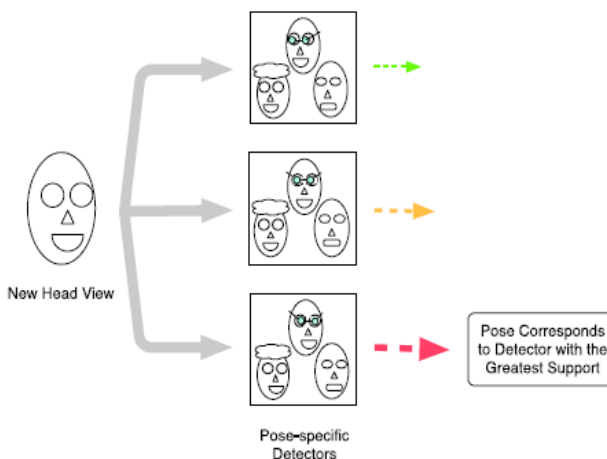 New Head View
Pose-specific
Detectors
Pose Corresponds
to Detector with the
Greatest Support